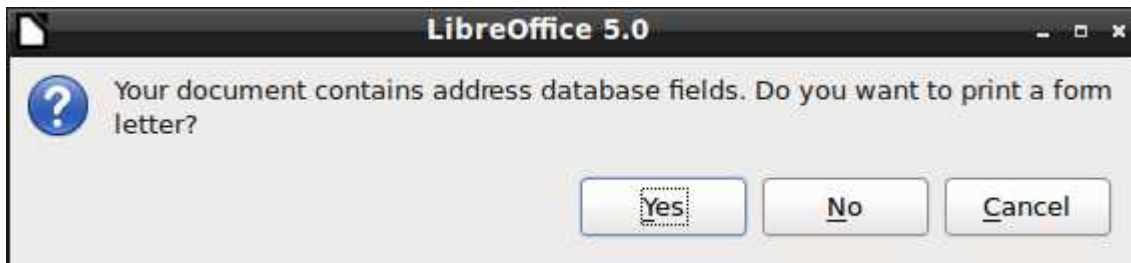 LibreOffice 5.0
Your document contains address database fields. Do you want to print a form
letter?
Yes No Cancel